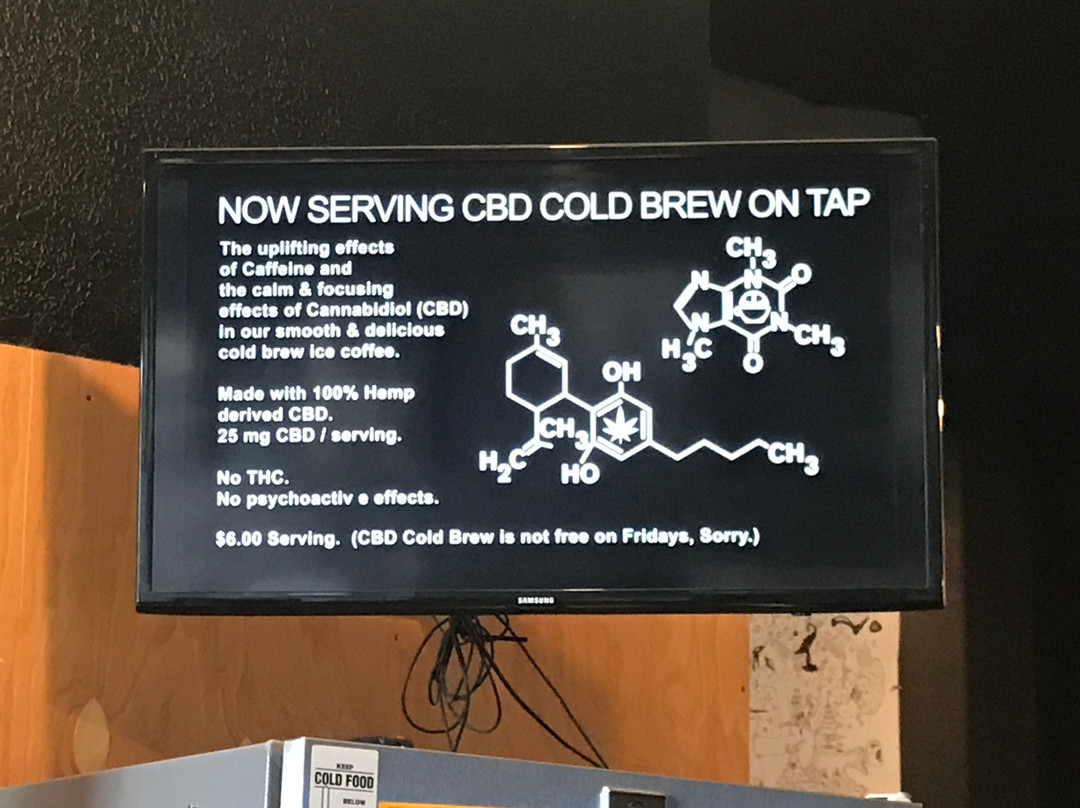 NOW SERVING CBD COLD BREW ON TAP
The uplifting effects
of Caffeine and
the calm & focusing
effects of Cannabidiol (CBD)
in our smooth & delicious
cold brew ice coffee.
Made with 100% Hemp
derived CBD.
25 mg CBD / serving.
No THC.
No psychoactiv e effects.
$6.00 Serving. (CBD Cold Brew is not free on Fridays, Sorry.)
CH3
N
N
O
N
N
CH3
H3C
O
CH3
OH
CH3
H2C
HO
CH3
SAMSUNG
KEEP
COLD FOOD
BELOW